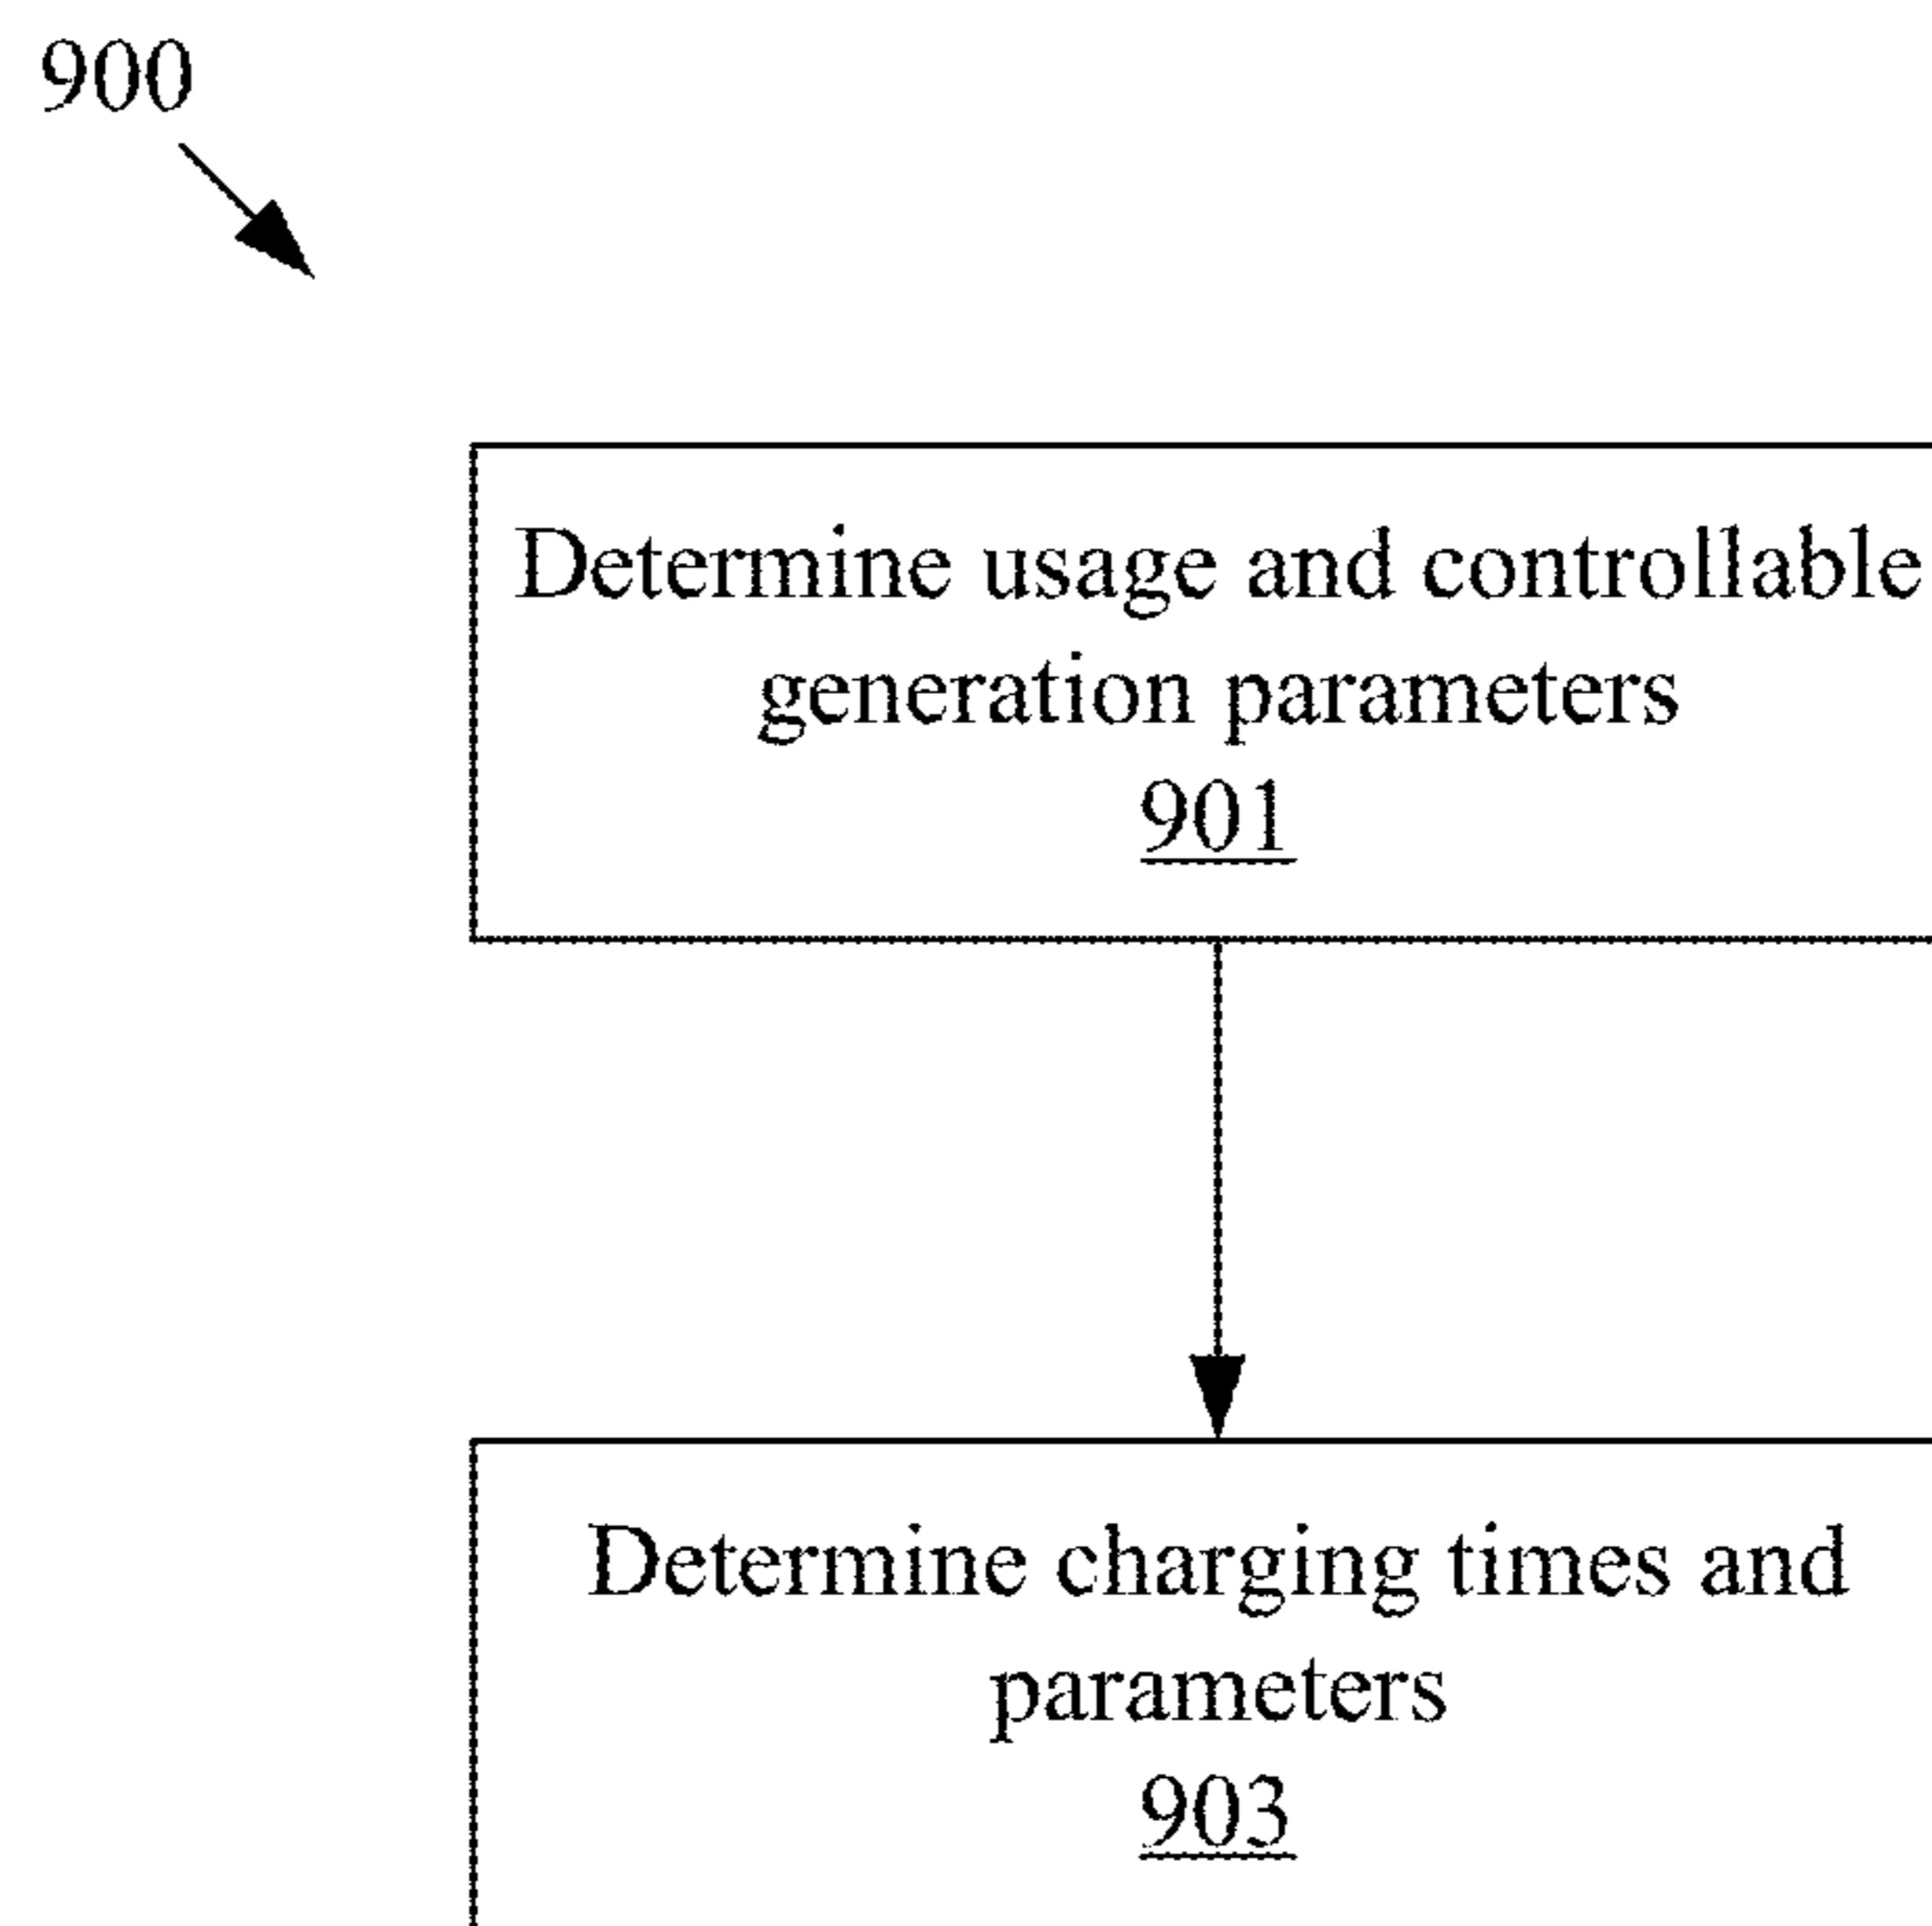 900
Determine usage and controllable
generation parameters
901
Determine charging times and
parameters
903